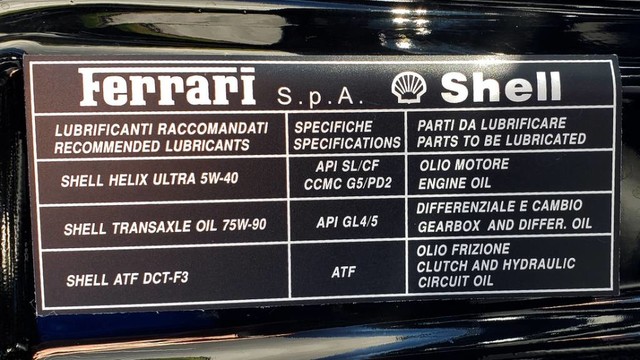 Ferrari S.p.A. Shell
LUBRIFICANTI RACCOMANDATI
RECOMMENDED LUBRICANTS
SPECIFICHE
SPECIFICATIONS
PARTI DA LUBRIFICARE
PARTS TO BE LUBRICATED
SHELL HELIX ULTRA 5W-40
API SL/CF
CCMC G5/PD2
OLIO MOTORE
ENGINE OIL
SHELL TRANSAXLE OIL 75W-90
API GL4/5
DIFFERENZIALE E CAMBIO
GEARBOX AND DIFFER. OIL
SHELL ATF DCT-F3
ATF
OLIO FRIZIONE
CLUTCH AND HYDRAULIC
CIRCUIT OIL